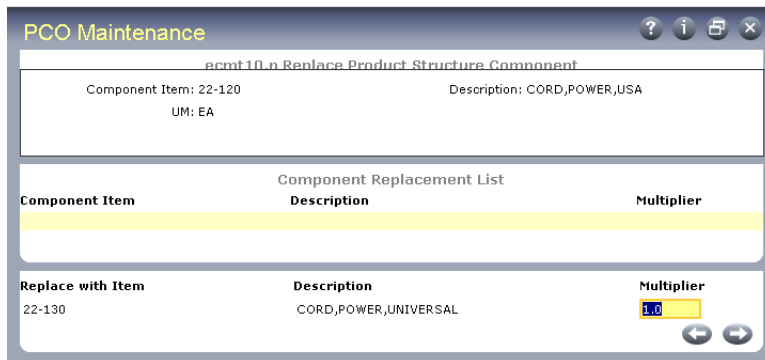 PCO Maintenance
ecmt10.n Replace Product Structure Component
Component Item: 22-120 Description: CORD,POWER,USA
UM: EA
Component Replacement List
Component Item Description Multiplier
Replace with Item Description Multiplier
22-130 CORD,POWER,UNIVERSAL 1.0